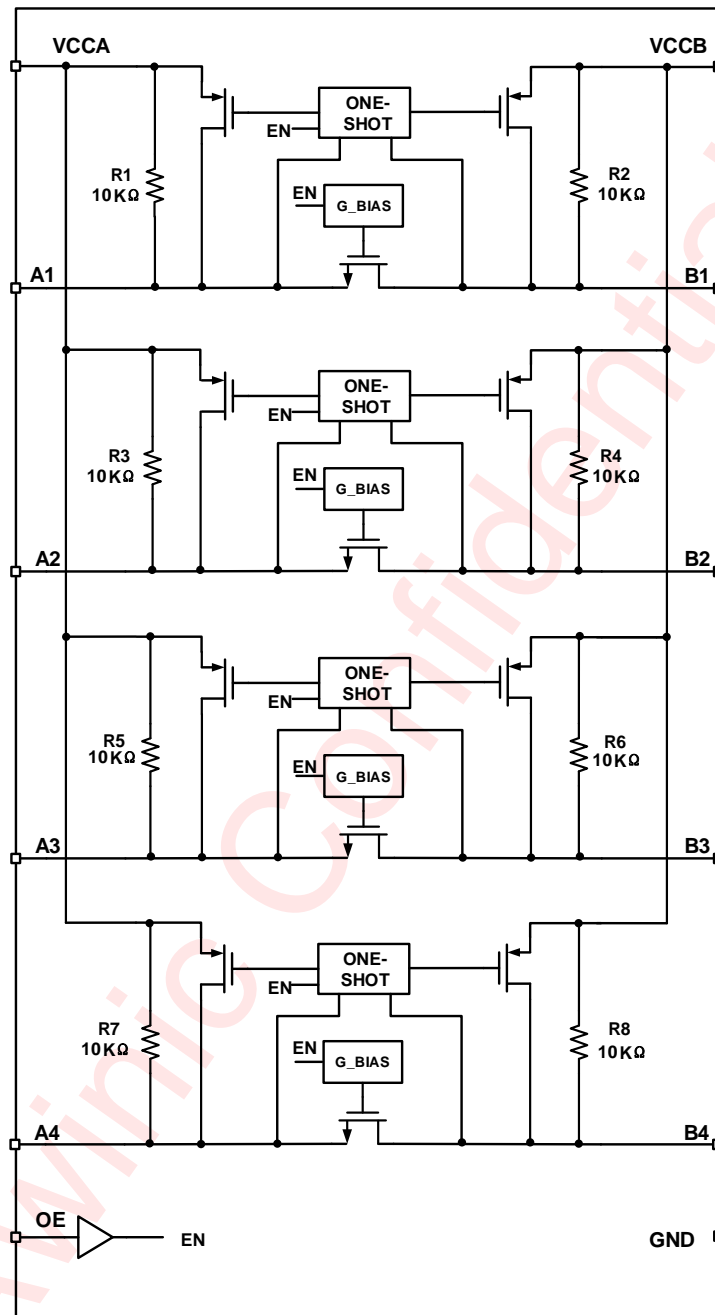 VCCA VCCB
ONE-
SHOT
EN
R1
10KΩ
R2
10KΩ
EN
G_BIAS
A1 B1
ONE-
SHOT
EN
R3
10KΩ
R4
10KΩ
EN
G_BIAS
A2 B2
ONE-
SHOT
EN
R5
10KΩ
R6
10KΩ
EN
G_BIAS
A3 B3
ONE-
SHOT
EN
R7
10KΩ
R8
10KΩ
EN
G_BIAS
A4 B4
OE
EN
GND
winic Confidential